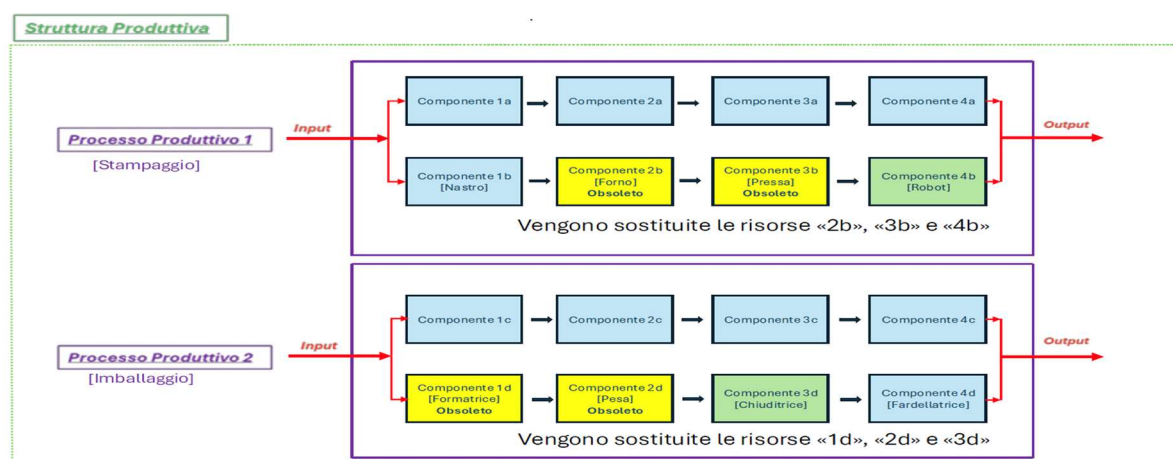 Struttura Produttiva
Componente 1a
Componente 2a
Componente 3a
Componente 4a
Input
Output
Processo Produttivo 1
[Stampaggio]
Componente 1b
[Nastro]
Componente 2b
[Forno]
Obsoleto
Componente 3b
[Pressa]
Obsoleto
Componente 4b
[Robot]
Vengono sostituite le risorse «2b», «3b» e «4b»
Componente 1c
Componente 2c
Componente 3c
Componente 4c
Input
Output
Processo Produttivo 2
[Imballaggio]
Componente 1d
[Formatrice]
Obsoleto
Componente 2d
[Pesa]
Obsoleto
Componente 3d
[Chiuditrice]
Componente 4d
[Fardellatrice]
Vengono sostituite le risorse «1d», «2d» e «3d»